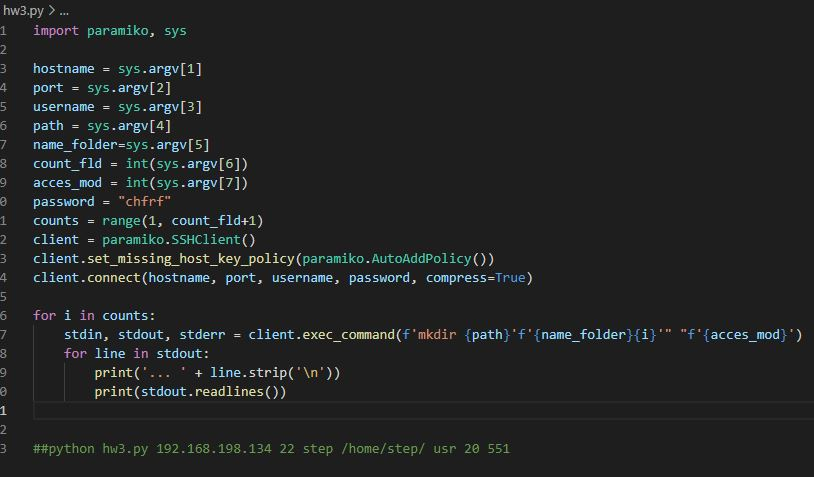 hw3.py > ...
1 import paramiko, sys
2
3 hostname = sys.argv[1]
4 port = sys.argv[2]
5 username = sys.argv[3]
6 path = sys.argv[4]
7 name_folder=sys.argv[5]
8 count_fld = int(sys.argv[6])
9 acces_mod = int(sys.argv[7])
0 password = "chfrf"
1 counts = range(1, count_fld+1)
2 client = paramiko.SSHClient()
3 client.set_missing_host_key_policy(paramiko.AutoAddPolicy())
4 client.connect(hostname, port, username, password, compress=True)
5
6 for i in counts:
7     stdin, stdout, stderr = client.exec_command(f'mkdir {path}'f'{name_folder}{i}'" "f'{acces_mod}')
8     for line in stdout:
9         print('... ' + line.strip('\n'))
0         print(stdout.readlines())
1
2
3 ##python hw3.py 192.168.198.134 22 step /home/step/ usr 20 551